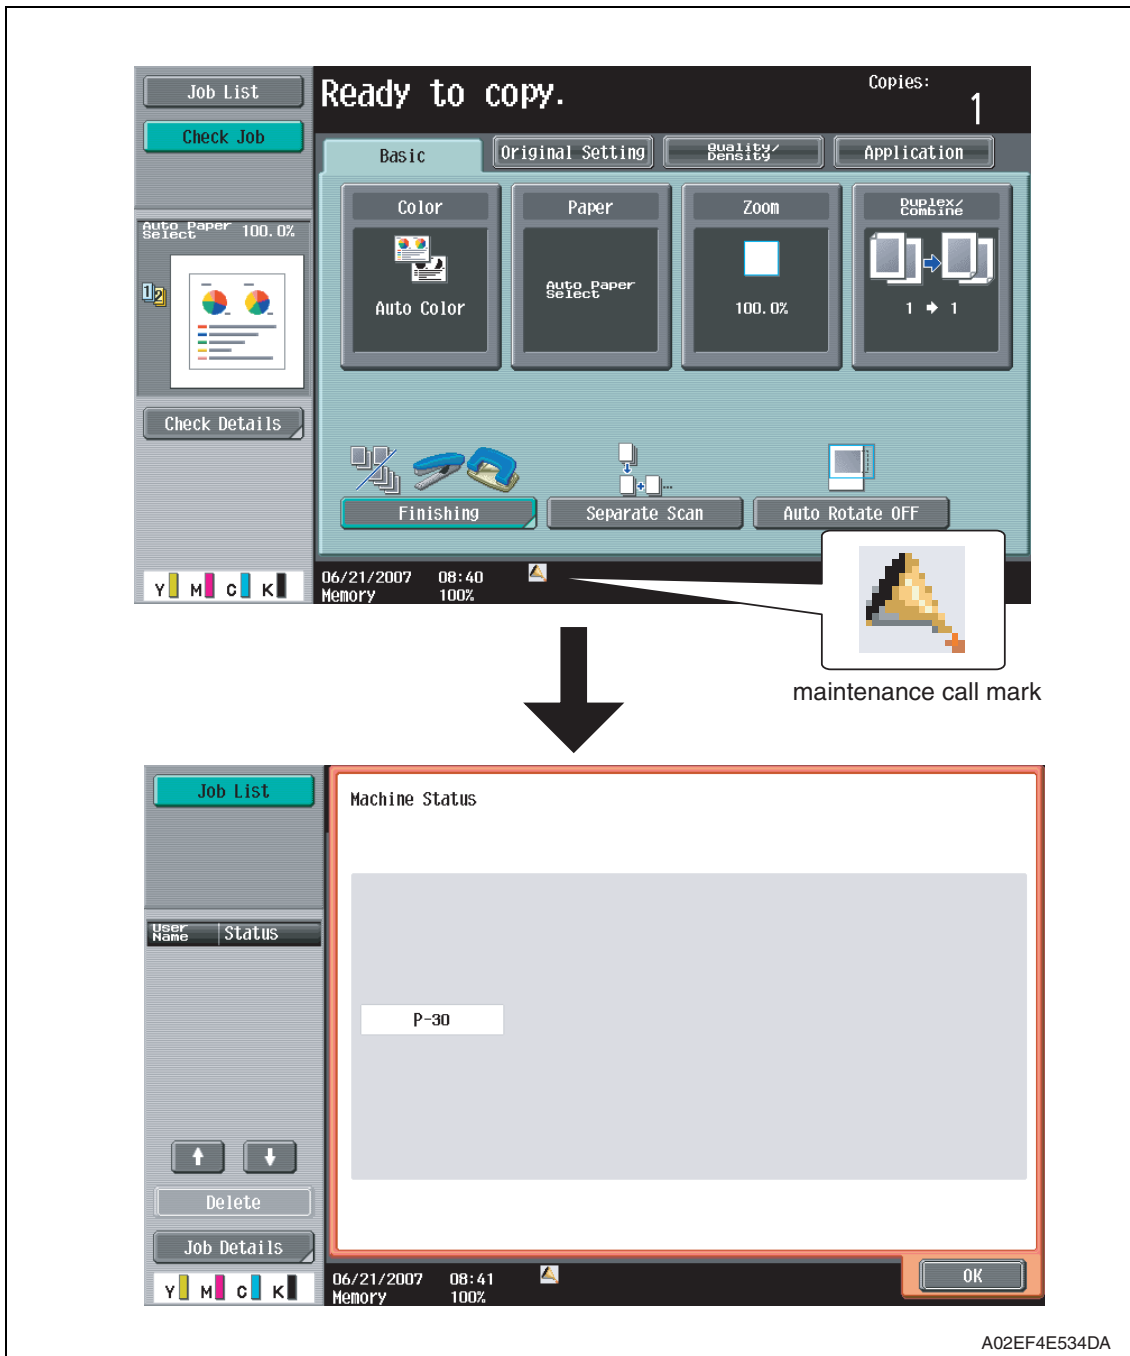 Job List
Check Job
Ready to copy.
Copies:
1
Basic
Original Setting
Quality/
Density
Application
Auto Paper
Select
100.0%
1 2
Color
Auto Color
Paper
Auto Paper
Select
Zoom
100.0%
Duplex/
Combine
1 → 1
Check Details
Finishing
Separate Scan
Auto Rotate OFF
Y M C K
06/21/2007 08:40
Memory 100%
maintenance call mark
Job List
Machine Status
User
Name
Status
P-30
Delete
Job Details
Y M C K
06/21/2007 08:41
Memory 100%
OK
A02EF4E534DA